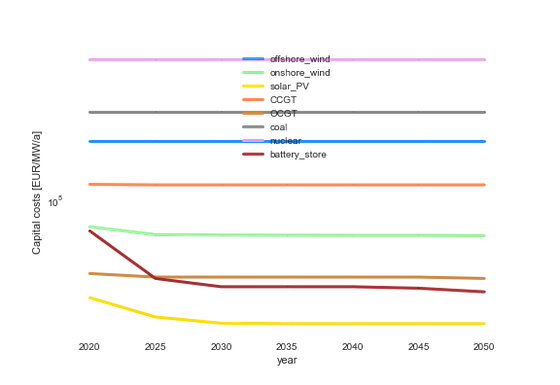 offshore_wind
onshore_wind
solar_PV
CCGT
OCGT
coal
nuclear
battery_store
Capital costs [EUR/MW/a]
10^5
2020 2025 2030 2035 2040 2045 2050
year